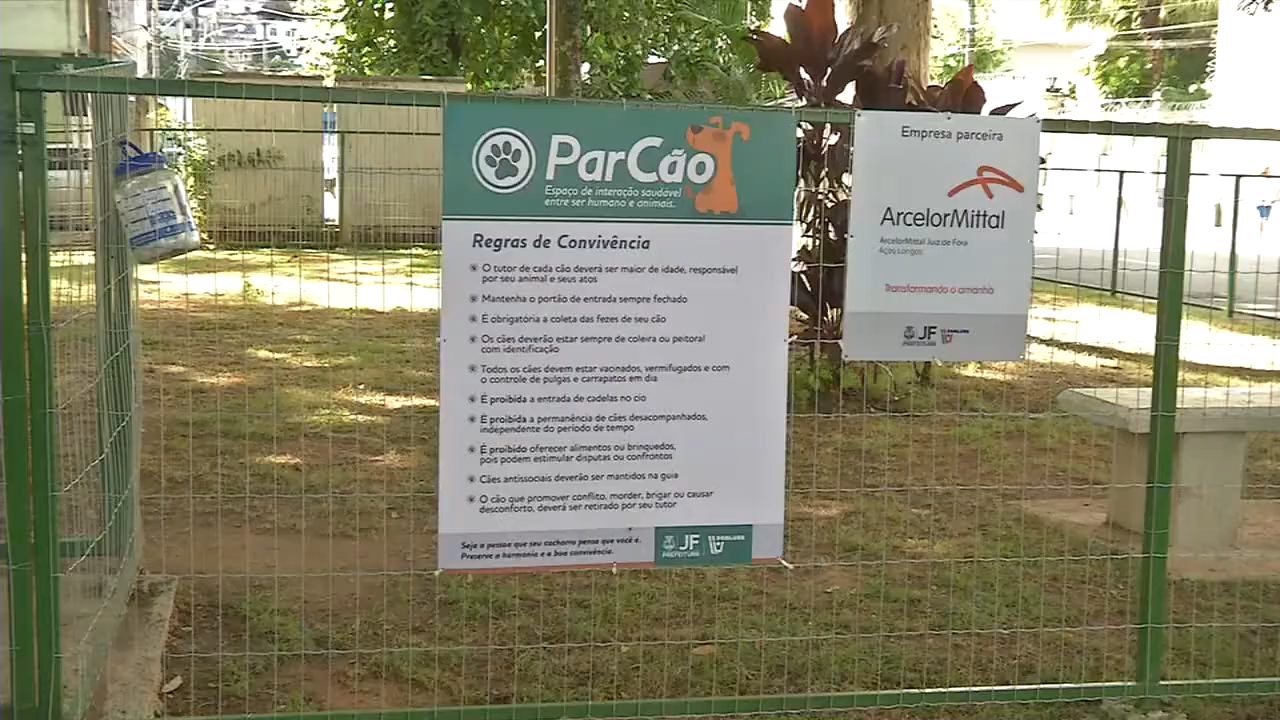 ParCão
Espaço de interação saudável
entre ser humano e animais.
Regras de Convivência
O tutor de cada cão deverá ser maior de idade, responsável
por seu animal e seus atos
Mantenha o portão de entrada sempre fechado
É obrigatória a coleta das fezes de seu cão
Os cães deverão estar sempre de coleira ou peitoral
com identificação
Todos os cães devem estar vacinados, vermifugados e com
o controle de pulgas e carrapatos em dia
É proibida a entrada de cadelas no cio
É proibida a permanência de cães desacompanhados,
independente do período de tempo
É proibido oferecer alimentos ou brinquedos,
pois podem estimular disputas ou confrontos
Cães antissociais deverão ser mantidos na guia
O cão que promover conflito, morder, brigar ou causar
desconforto, deverá ser retirado por seu tutor
Seja a pessoa que seu cachorro pensa que você é.
Preserve a harmonia e a boa convivência.
JF
PREFEITURA
Empresa parceira
ArcelorMittal
ArcelorMittal Juiz de Fora
Aços Longos
Transformando o amanhã
JF
PREFEITURA